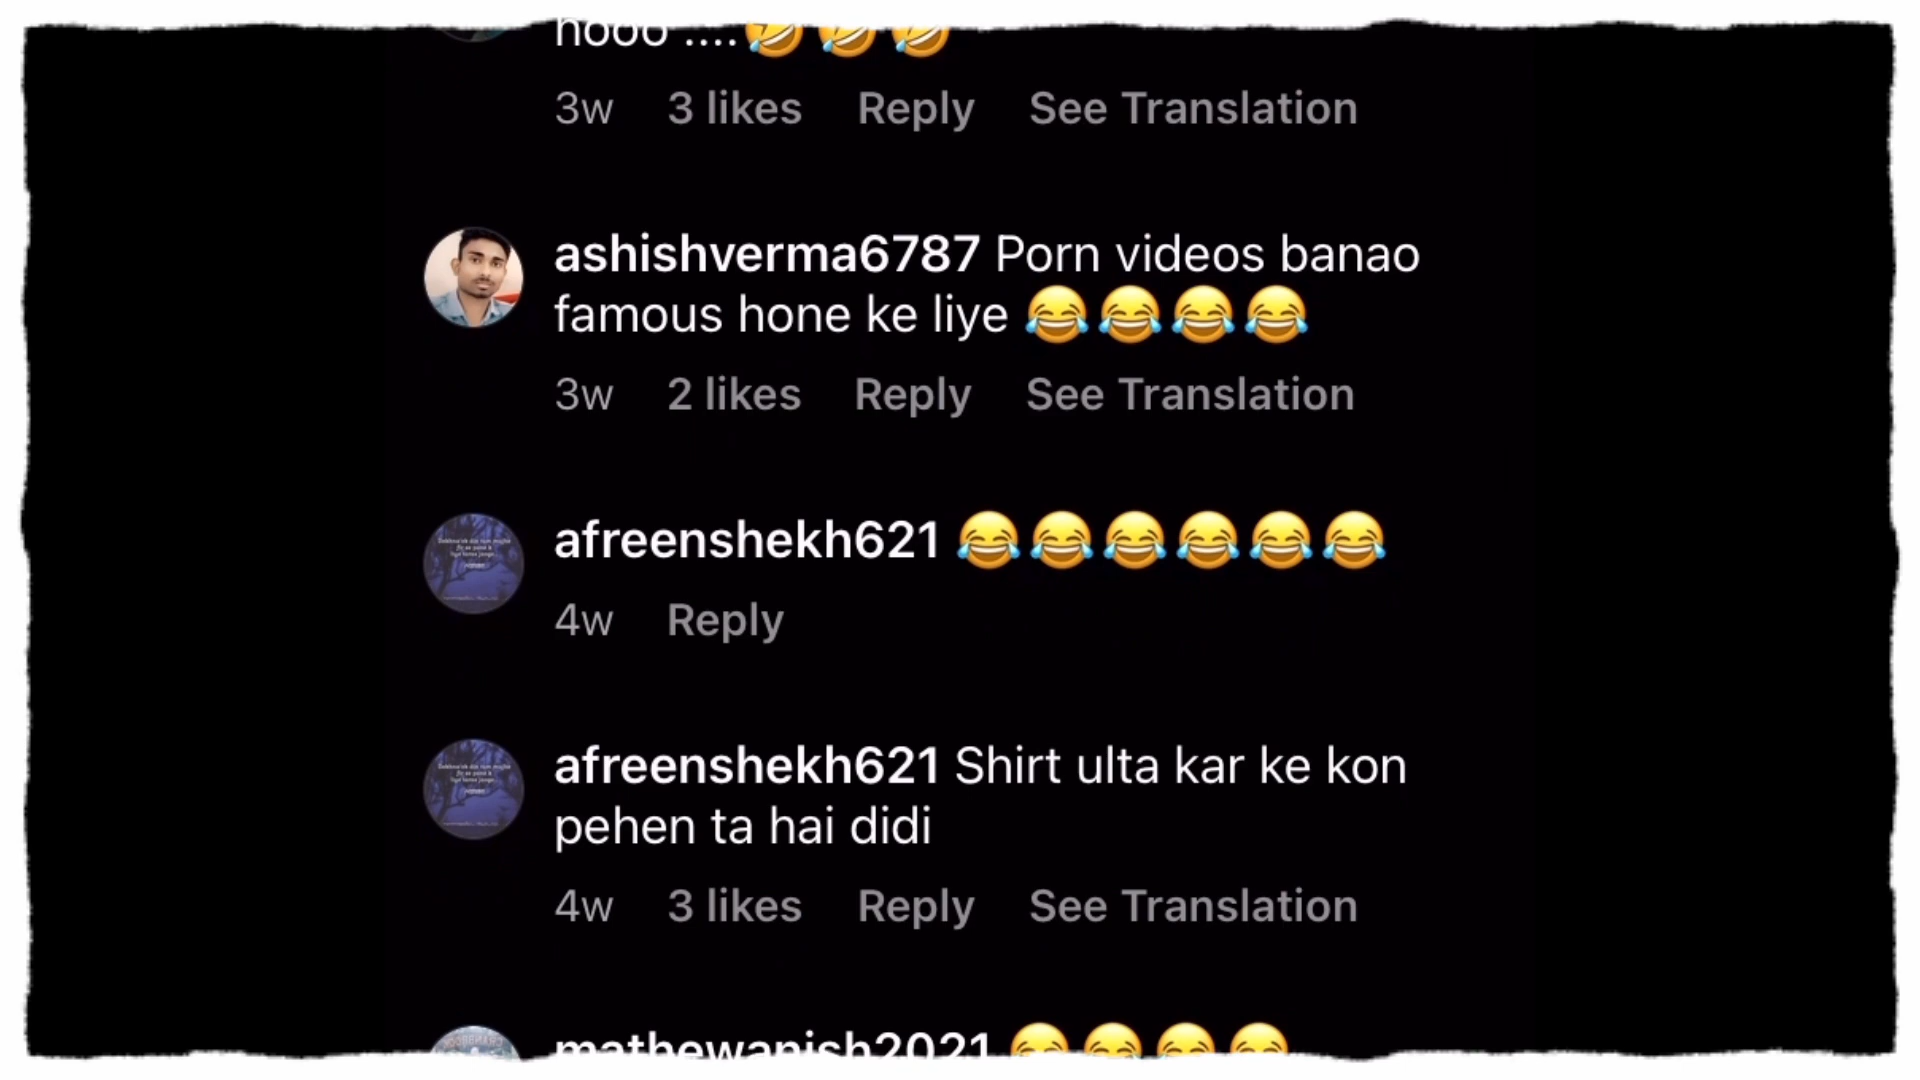 hooo ....🤣🤣🤣
3w 3 likes Reply See Translation
ashishverma6787 Porn videos banao
famous hone ke liye 😂😂😂😂
3w 2 likes Reply See Translation
afreenshekh621 😂😂😂😂😂😂
4w Reply
afreenshekh621 Shirt ulta kar ke kon
pehen ta hai didi
4w 3 likes Reply See Translation
mathewanish2021 😂😂😂😂